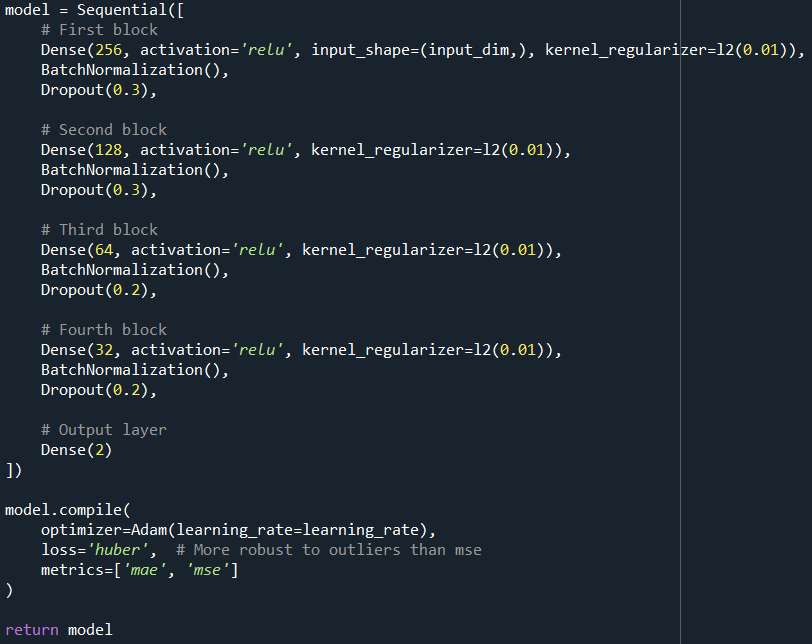 model = Sequential([
    # First block
    Dense(256, activation='relu', input_shape=(input_dim,), kernel_regularizer=l2(0.01)),
    BatchNormalization(),
    Dropout(0.3),

    # Second block
    Dense(128, activation='relu', kernel_regularizer=l2(0.01)),
    BatchNormalization(),
    Dropout(0.3),

    # Third block
    Dense(64, activation='relu', kernel_regularizer=l2(0.01)),
    BatchNormalization(),
    Dropout(0.2),

    # Fourth block
    Dense(32, activation='relu', kernel_regularizer=l2(0.01)),
    BatchNormalization(),
    Dropout(0.2),

    # Output layer
    Dense(2)
])

model.compile(
    optimizer=Adam(learning_rate=learning_rate),
    loss='huber',  # More robust to outliers than mse
    metrics=['mae', 'mse']
)

return model